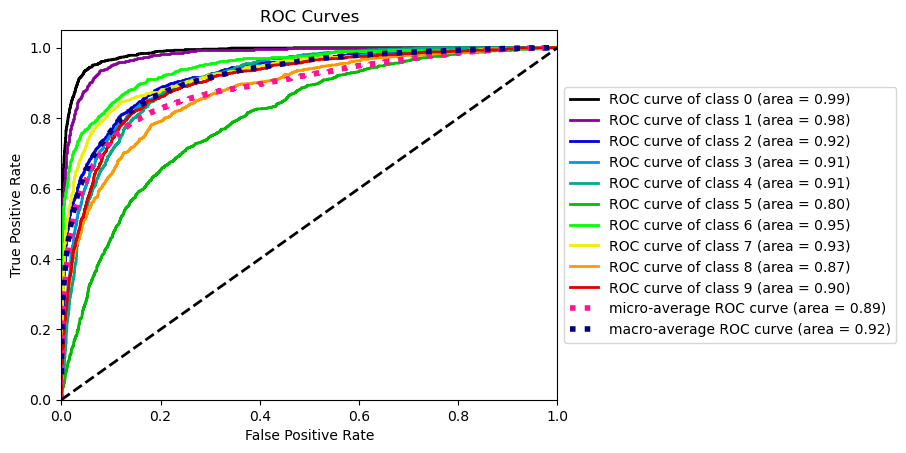 ROC Curves
True Positive Rate
1.0
0.8
0.6
0.4
0.2
0.0
0.0 0.2 0.4 0.6 0.8 1.0
False Positive Rate
ROC curve of class 0 (area = 0.99)
ROC curve of class 1 (area = 0.98)
ROC curve of class 2 (area = 0.92)
ROC curve of class 3 (area = 0.91)
ROC curve of class 4 (area = 0.91)
ROC curve of class 5 (area = 0.80)
ROC curve of class 6 (area = 0.95)
ROC curve of class 7 (area = 0.93)
ROC curve of class 8 (area = 0.87)
ROC curve of class 9 (area = 0.90)
micro-average ROC curve (area = 0.89)
macro-average ROC curve (area = 0.92)